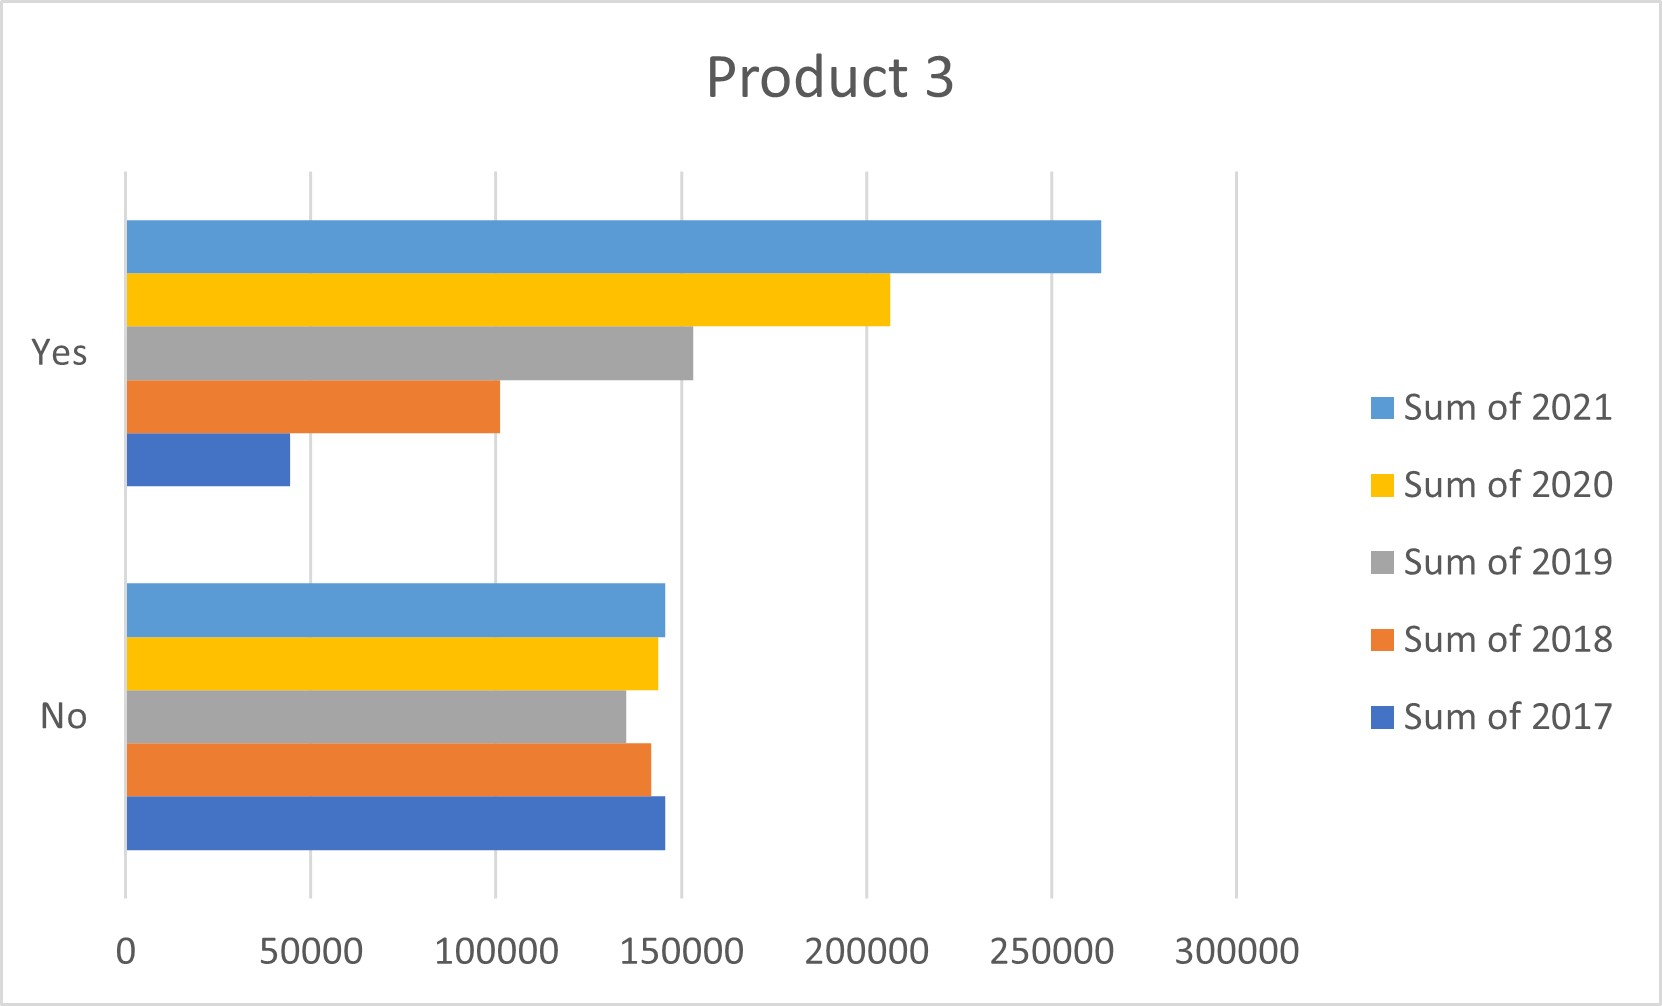 Product 3
Yes
No
0 50000 100000 150000 200000 250000 300000
Sum of 2021
Sum of 2020
Sum of 2019
Sum of 2018
Sum of 2017